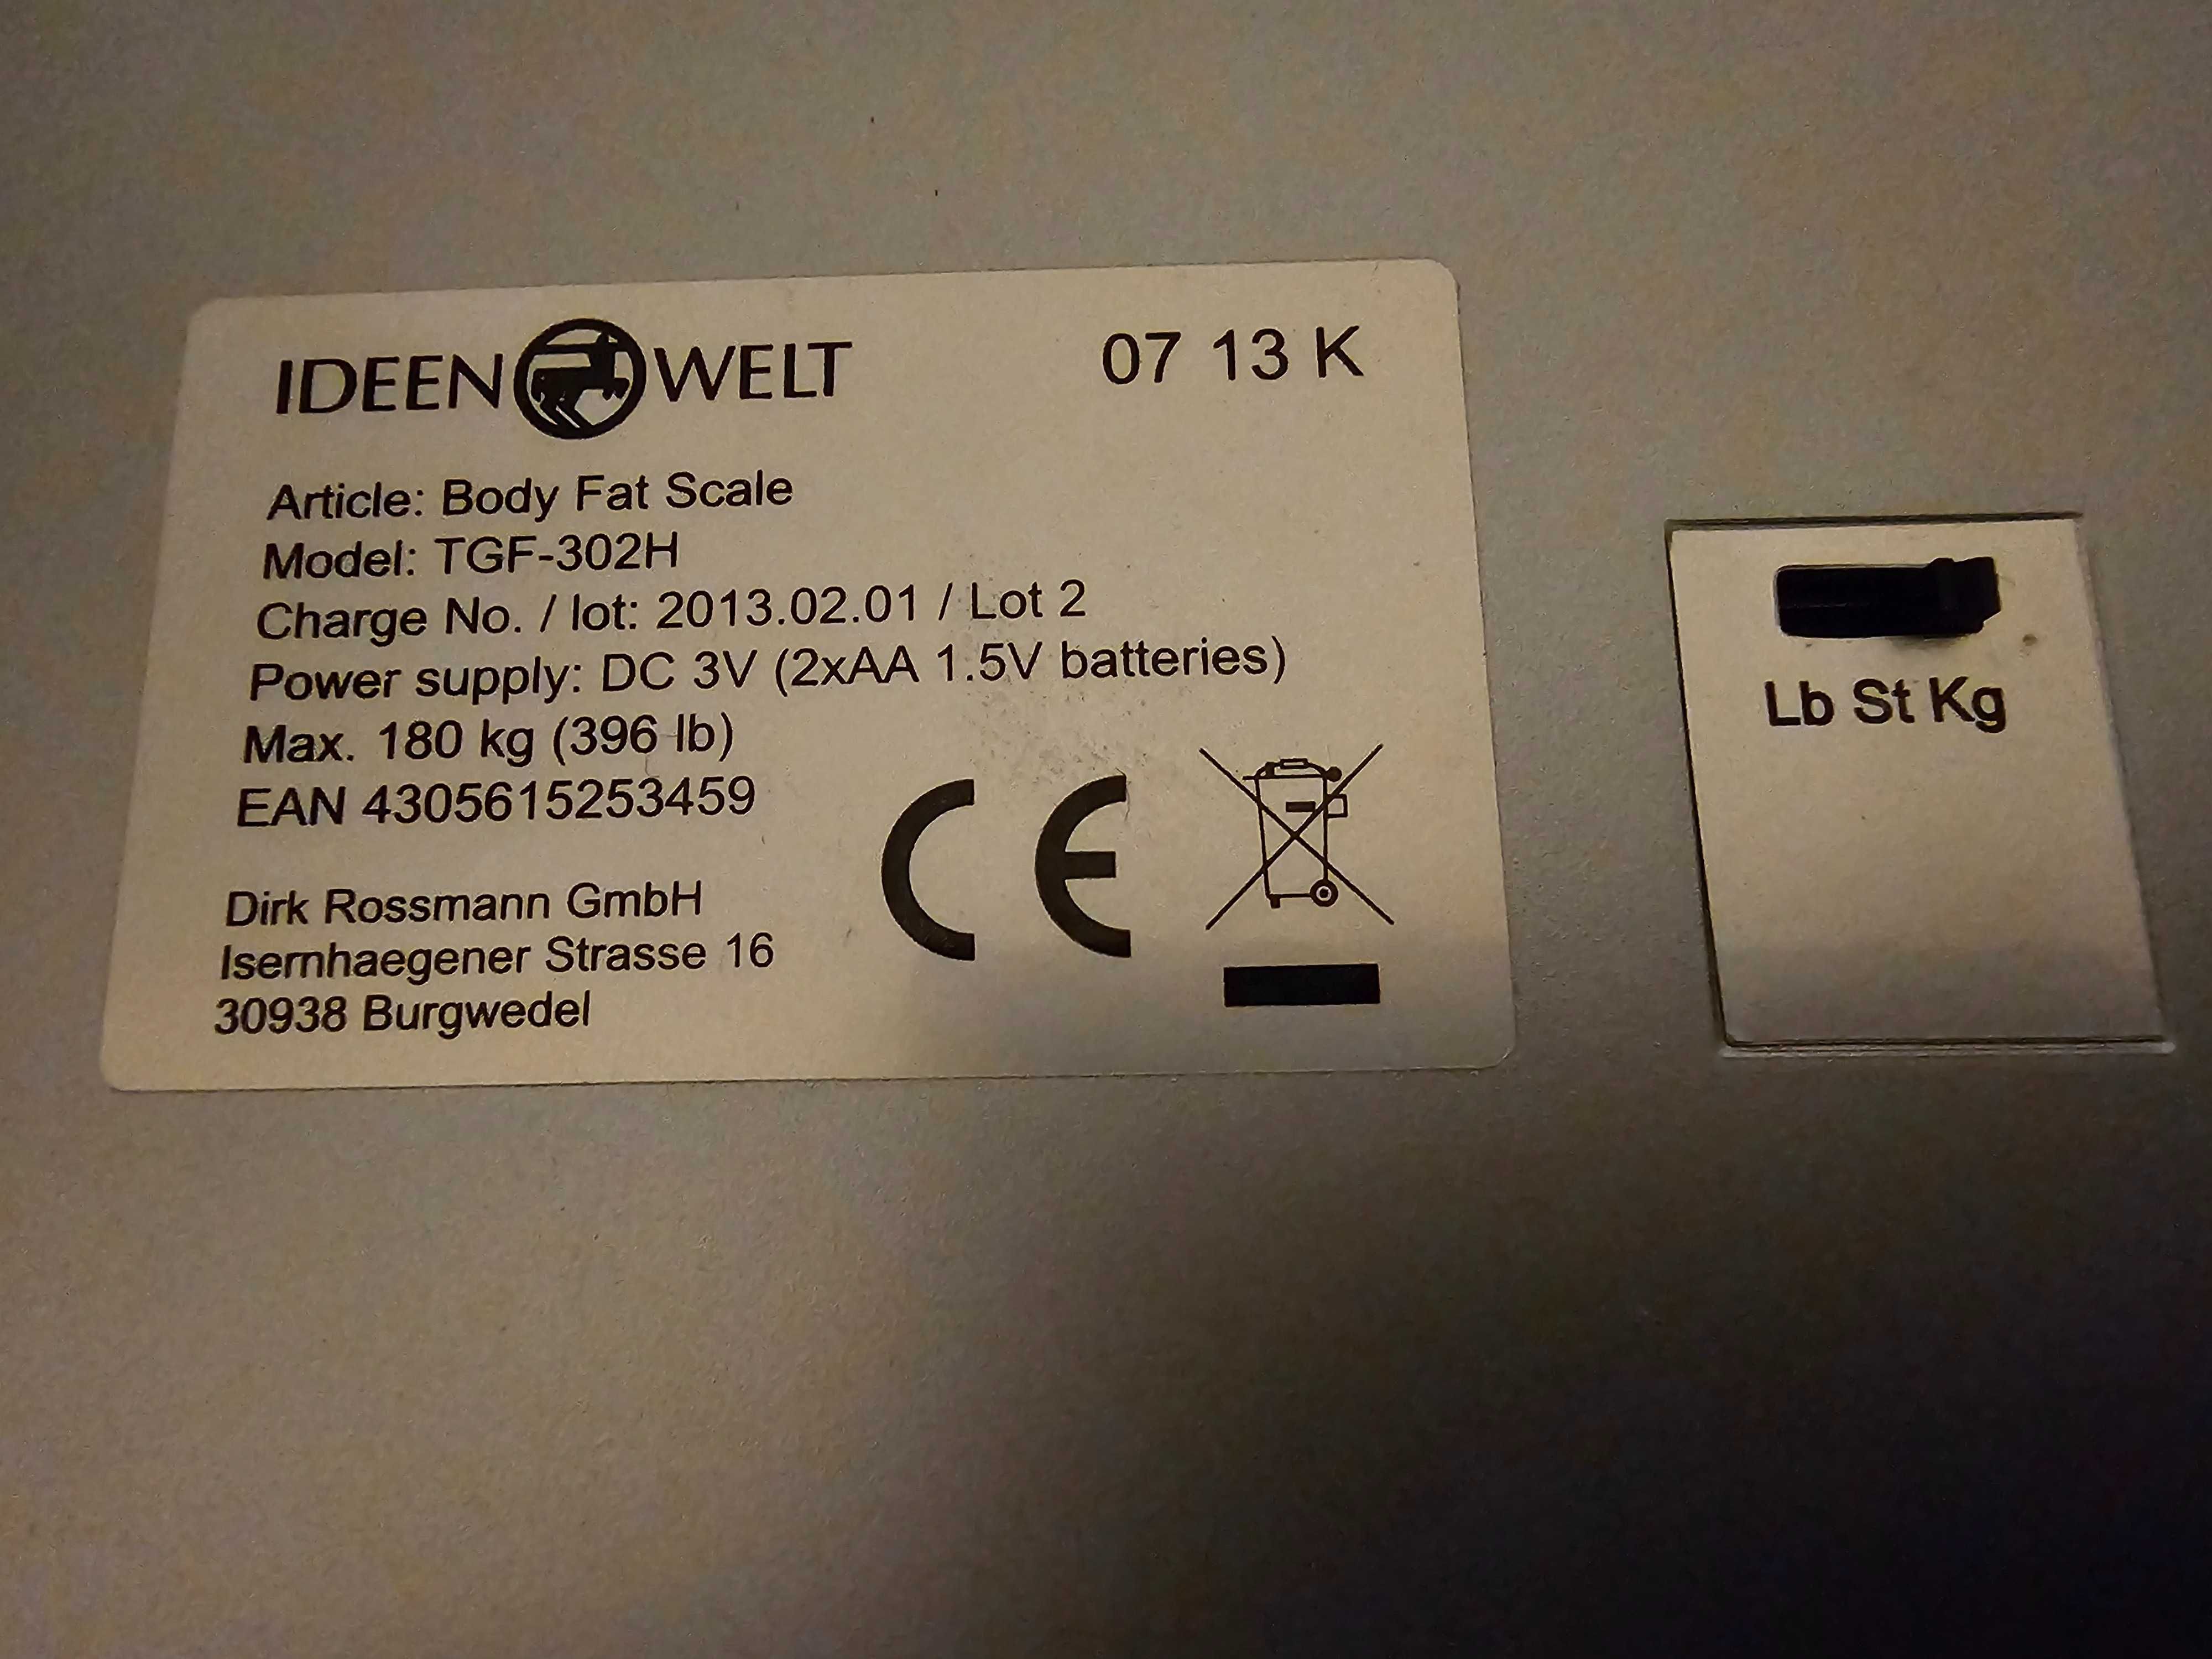 IDEEN WELT 07 13 K
Article: Body Fat Scale
Model: TGF-302H
Charge No. / lot: 2013.02.01 / Lot 2
Power supply: DC 3V (2xAA 1.5V batteries)
Max. 180 kg (396 lb)
EAN 4305615253459
CE
Dirk Rossmann GmbH
Isernhaegener Strasse 16
30938 Burgwedel
Lb St Kg